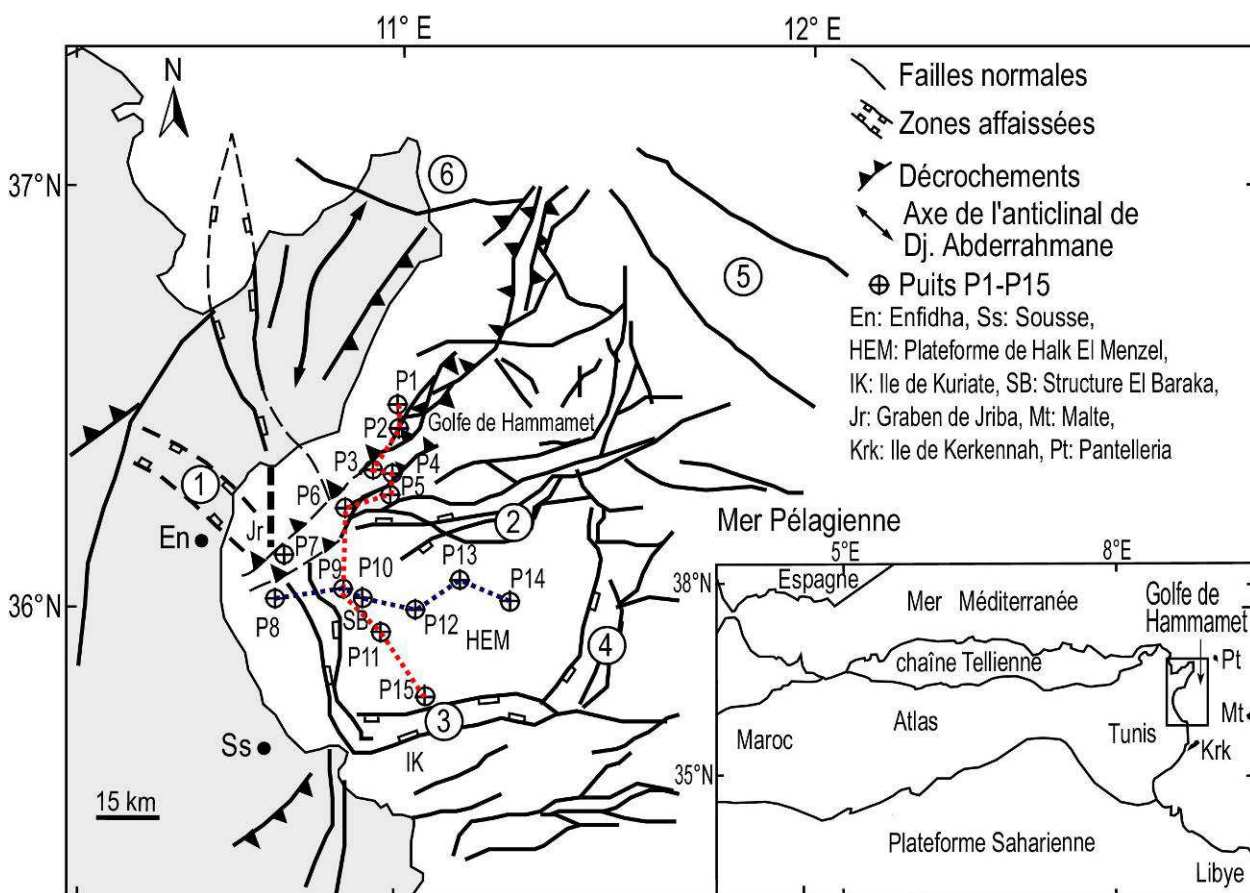 11° E
12° E
N
37°N
36°N
6
5
1
2
4
3
P1
P2
Golfe de Hammamet
P3
P4
P5
P6
Jr
En
P7
P13
P9
P10
P14
P8
SB
P12
HEM
P11
P15
Ss
IK
15 km
Failles normales
Zones affaissées
Décrochements
Axe de l'anticlinal de
Dj. Abderrahmane
Puits P1-P15
En: Enfidha, Ss: Sousse,
HEM: Plateforme de Halk El Menzel,
IK: Ile de Kuriate, SB: Structure El Baraka,
Jr: Graben de Jriba, Mt: Malte,
Krk: Ile de Kerkennah, Pt: Pantelleria
Mer Pélagienne
5°E
8°E
38°N
35°N
Espagne
Mer Méditerranée
Golfe de
Hammamet
Pt
chaîne Tellienne
Mt
Maroc
Atlas
Tunis
Krk
Plateforme Saharienne
Libye